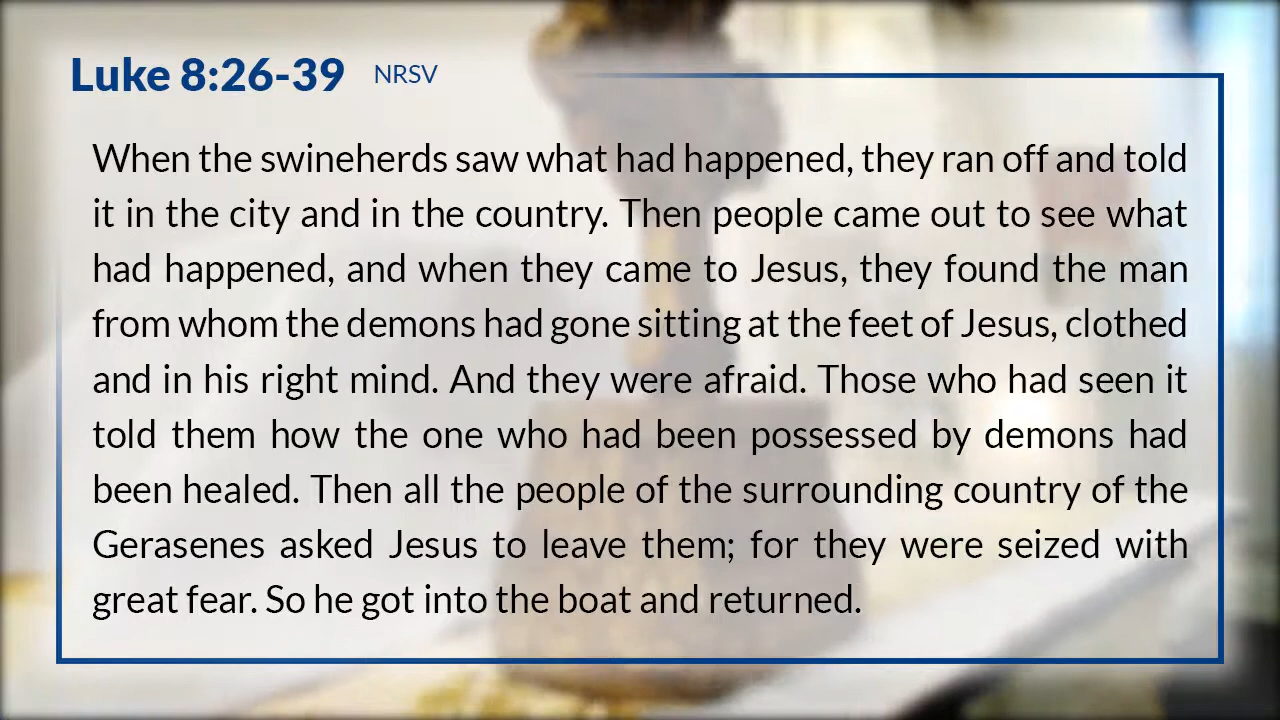 Luke 8:26-39 NRSV
When the swineherds saw what had happened, they ran off and told
it in the city and in the country. Then people came out to see what
had happened, and when they came to Jesus, they found the man
from whom the demons had gone sitting at the feet of Jesus, clothed
and in his right mind. And they were afraid. Those who had seen it
told them how the one who had been possessed by demons had
been healed. Then all the people of the surrounding country of the
Gerasenes asked Jesus to leave them; for they were seized with
great fear. So he got into the boat and returned.